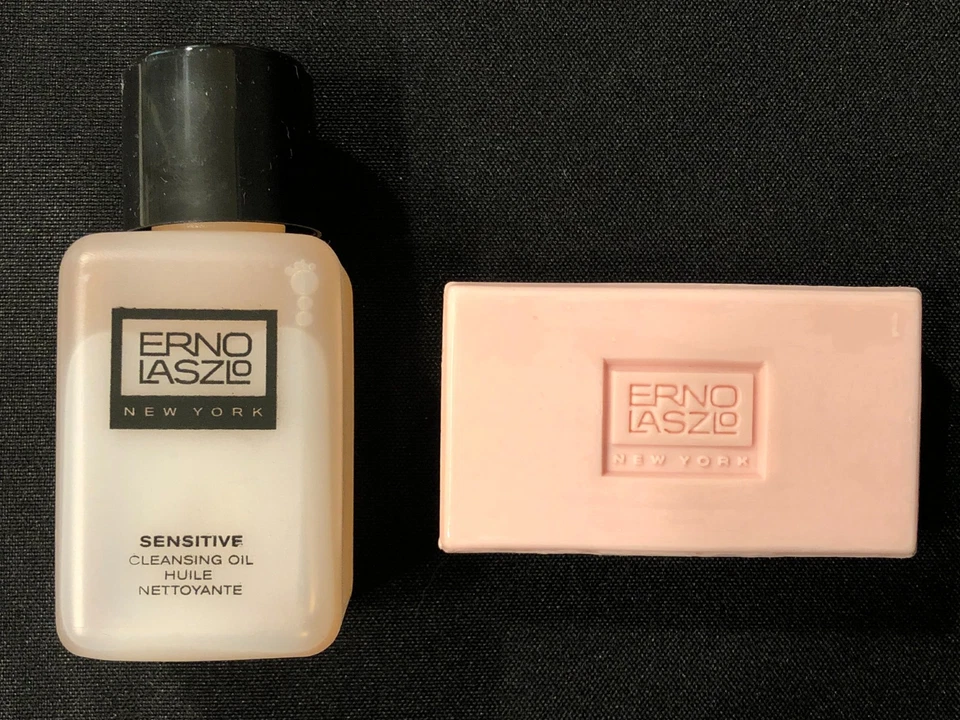 ERNO
LASZLO
NEW YORK
SENSITIVE
CLEANSING OIL
HUILE
NETTOYANTE
ERNO
LASZLO
NEW YORK